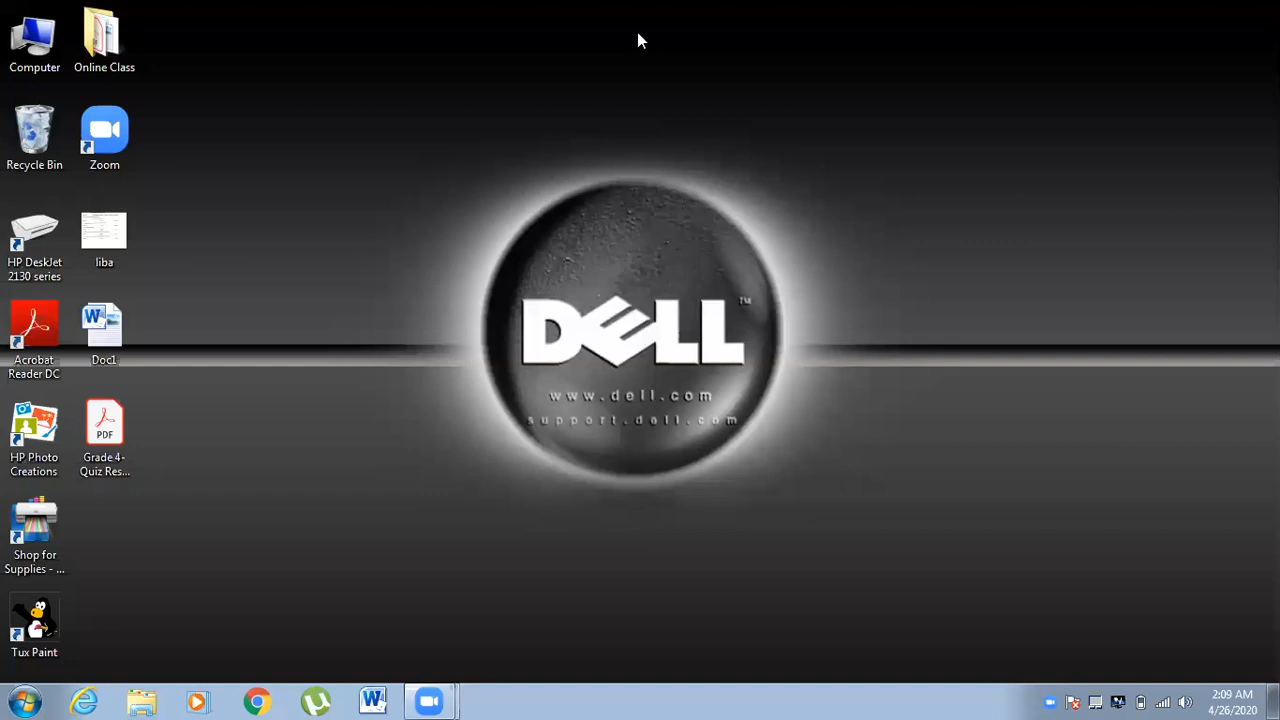 Computer
Online Class
Recycle Bin
Zoom
HP DeskJet
2130 series
liba
Acrobat
Reader DC
Doc1
HP Photo
Creations
PDF
Grade 4-
Quiz Res...
Shop for
Supplies - ...
Tux Paint
DELL™
www.dell.com
support.dell.com
2:09 AM
4/26/2020